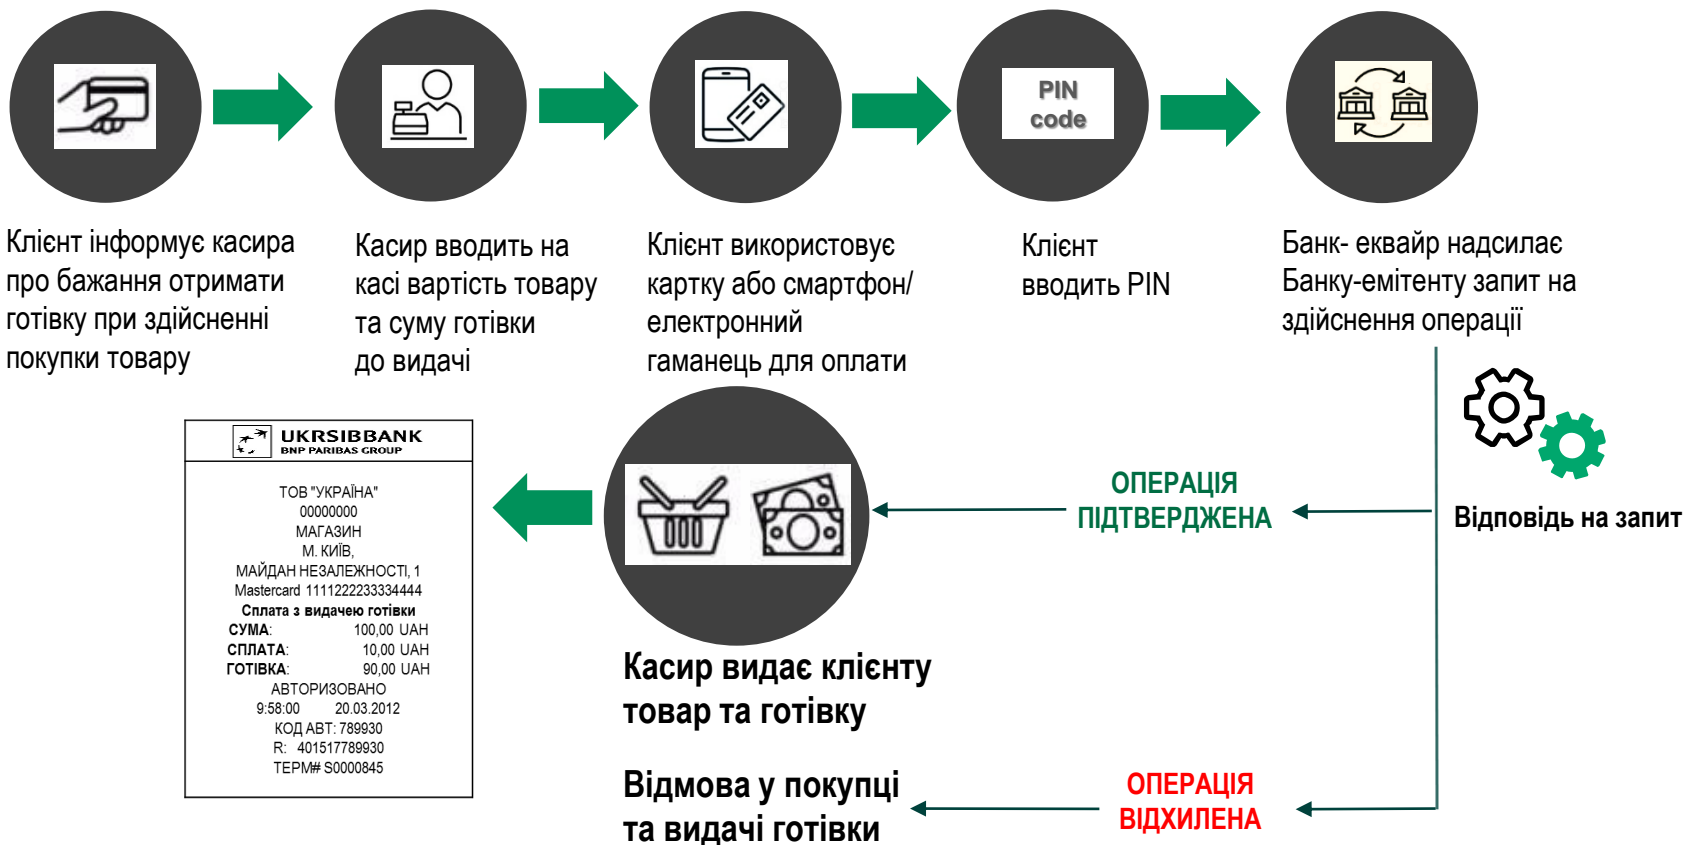 PIN
code
Клієнт інформує касира
про бажання отримати
готівку при здійсненні
покупки товару
Касир вводить на
касі вартість товару
та суму готівки
до видачі
Клієнт використовує
картку або смартфон/
електронний
гаманець для оплати
Клієнт
вводить PIN
Банк- еквайр надсилає
Банку-емітенту запит на
здійснення операції
Відповідь на запит
ОПЕРАЦІЯ
ПІДТВЕРДЖЕНА
Касир видає клієнту
товар та готівку
ОПЕРАЦІЯ
ВІДХИЛЕНА
Відмова у покупці
та видачі готівки
UKRSIBBANK
BNP PARIBAS GROUP
ТОВ "УКРАЇНА"
00000000
МАГАЗИН
М. КИЇВ,
МАЙДАН НЕЗАЛЕЖНОСТІ, 1
Mastercard 1111222233334444
Сплата з видачею готівки
СУМА: 100,00 UAH
СПЛАТА: 10,00 UAH
ГОТІВКА: 90,00 UAH
АВТОРИЗОВАНО
9:58:00 20.03.2012
КОД АВТ: 789930
R: 401517789930
ТЕРМ# S0000845